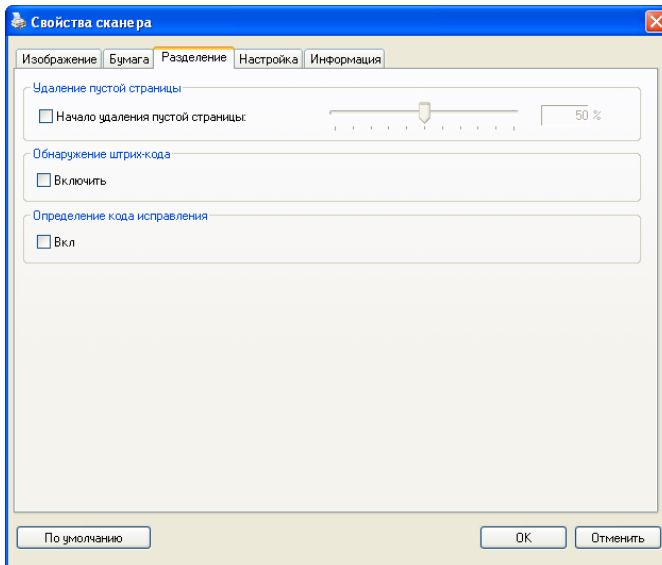 Свойства сканера
Изображение Бумага Разделение Настройка Информация
Удаление пустой страницы
Начало удаления пустой страницы: 50 %
Обнаружение штрих-кода
Включить
Определение кода исправления
Вкл
По умолчанию OK Отменить